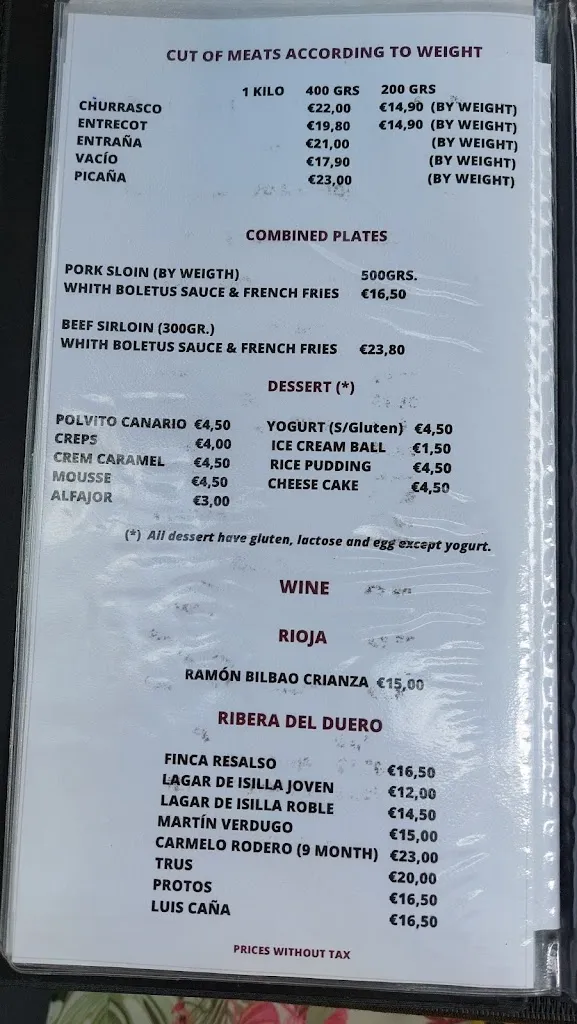 CUT OF MEATS ACCORDING TO WEIGHT
1 KILO 400 GRS 200 GRS
CHURRASCO €22,00 €14,90 (BY WEIGHT)
ENTRECOT €19,80 €14,90 (BY WEIGHT)
ENTRAÑA €21,00 (BY WEIGHT)
VACÍO €17,90 (BY WEIGHT)
PICAÑA €23,00 (BY WEIGHT)
COMBINED PLATES
PORK SLOIN (BY WEIGTH) 500GRS.
WHITH BOLETUS SAUCE & FRENCH FRIES €16,50
BEEF SIRLOIN (300GR.)
WHITH BOLETUS SAUCE & FRENCH FRIES €23,80
DESSERT (*)
POLVITO CANARIO €4,50 YOGURT (S/Gluten) €4,50
CREPS €4,00 ICE CREAM BALL €1,50
CREM CARAMEL €4,50 RICE PUDDING €4,50
MOUSSE €4,50 CHEESE CAKE €4,50
ALFAJOR €3,00
(*) All dessert have gluten, lactose and egg except yogurt.
WINE
RIOJA
RAMÓN BILBAO CRIANZA €15,00
RIBERA DEL DUERO
FINCA RESALSO €16,50
LAGAR DE ISILLA JOVEN €12,00
LAGAR DE ISILLA ROBLE €14,50
MARTÍN VERDUGO €15,00
CARMELO RODERO (9 MONTH) €23,00
TRUS €20,00
PROTOS €16,50
LUIS CAÑA €16,50
PRICES WITHOUT TAX